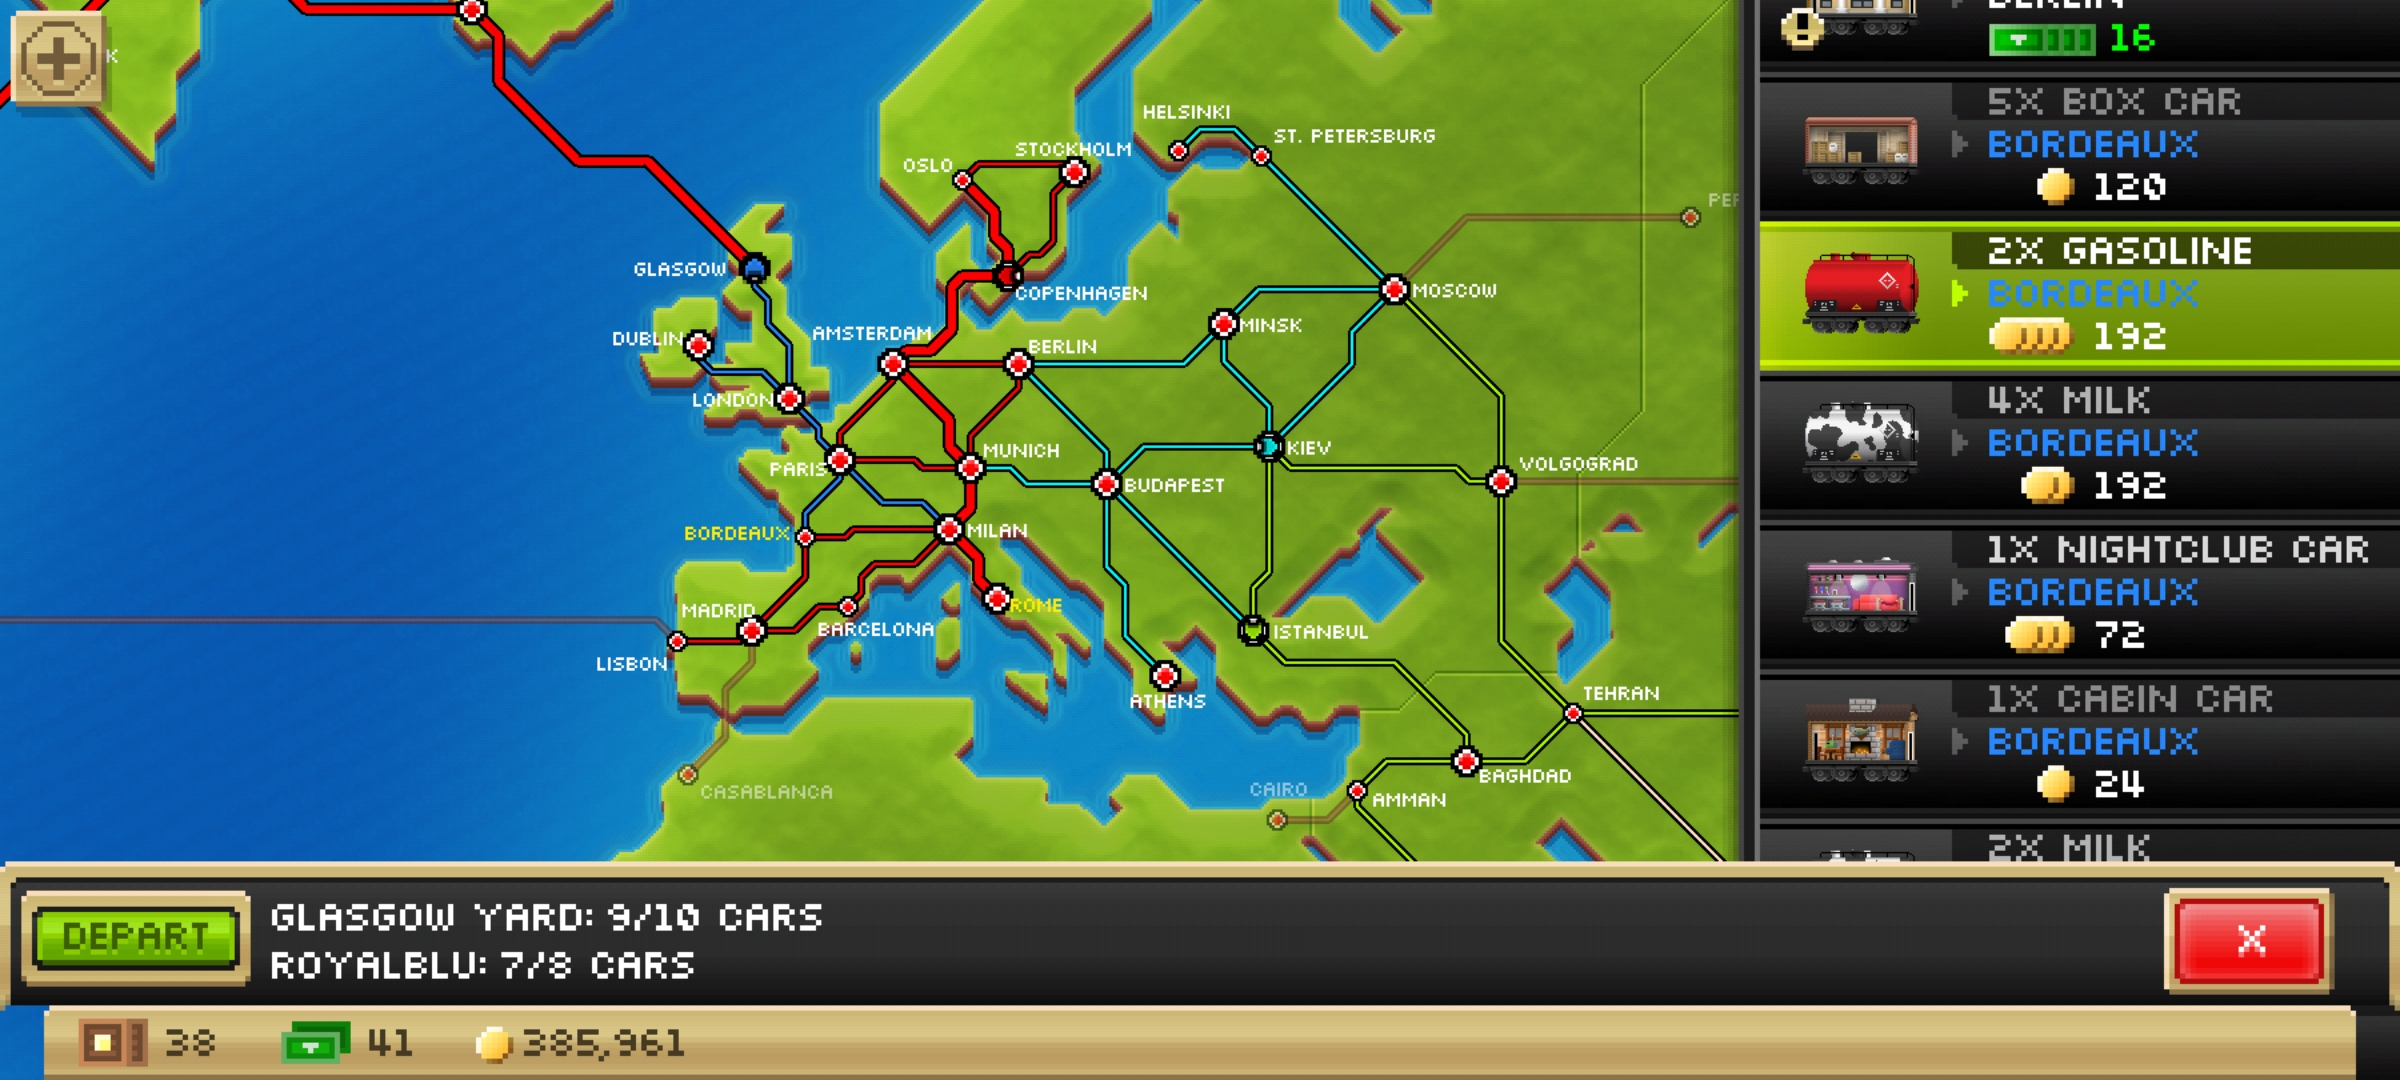 K
HELSINKI
ST. PETERSBURG
STOCKHOLM
OSLO
GLASGOW
COPENHAGEN
MOSCOW
MINSK
DUBLIN
AMSTERDAM
BERLIN
LONDON
MUNICH
KIEV
VOLGOGRAD
PARIS
BUDAPEST
BORDEAUX
MILAN
MADRID
ROME
BARCELONA
ISTANBUL
LISBON
ATHENS
TEHRAN
CASABLANCA
CAIRO
AMMAN
BAGHDAD
BERLIN
16
5X BOX CAR
BORDEAUX
120
2X GASOLINE
BORDEAUX
192
4X MILK
BORDEAUX
192
1X NIGHTCLUB CAR
BORDEAUX
72
1X CABIN CAR
BORDEAUX
24
2X MILK
DEPART
GLASGOW YARD: 9/10 CARS
ROYALBLU: 7/8 CARS
X
38
41
385,961